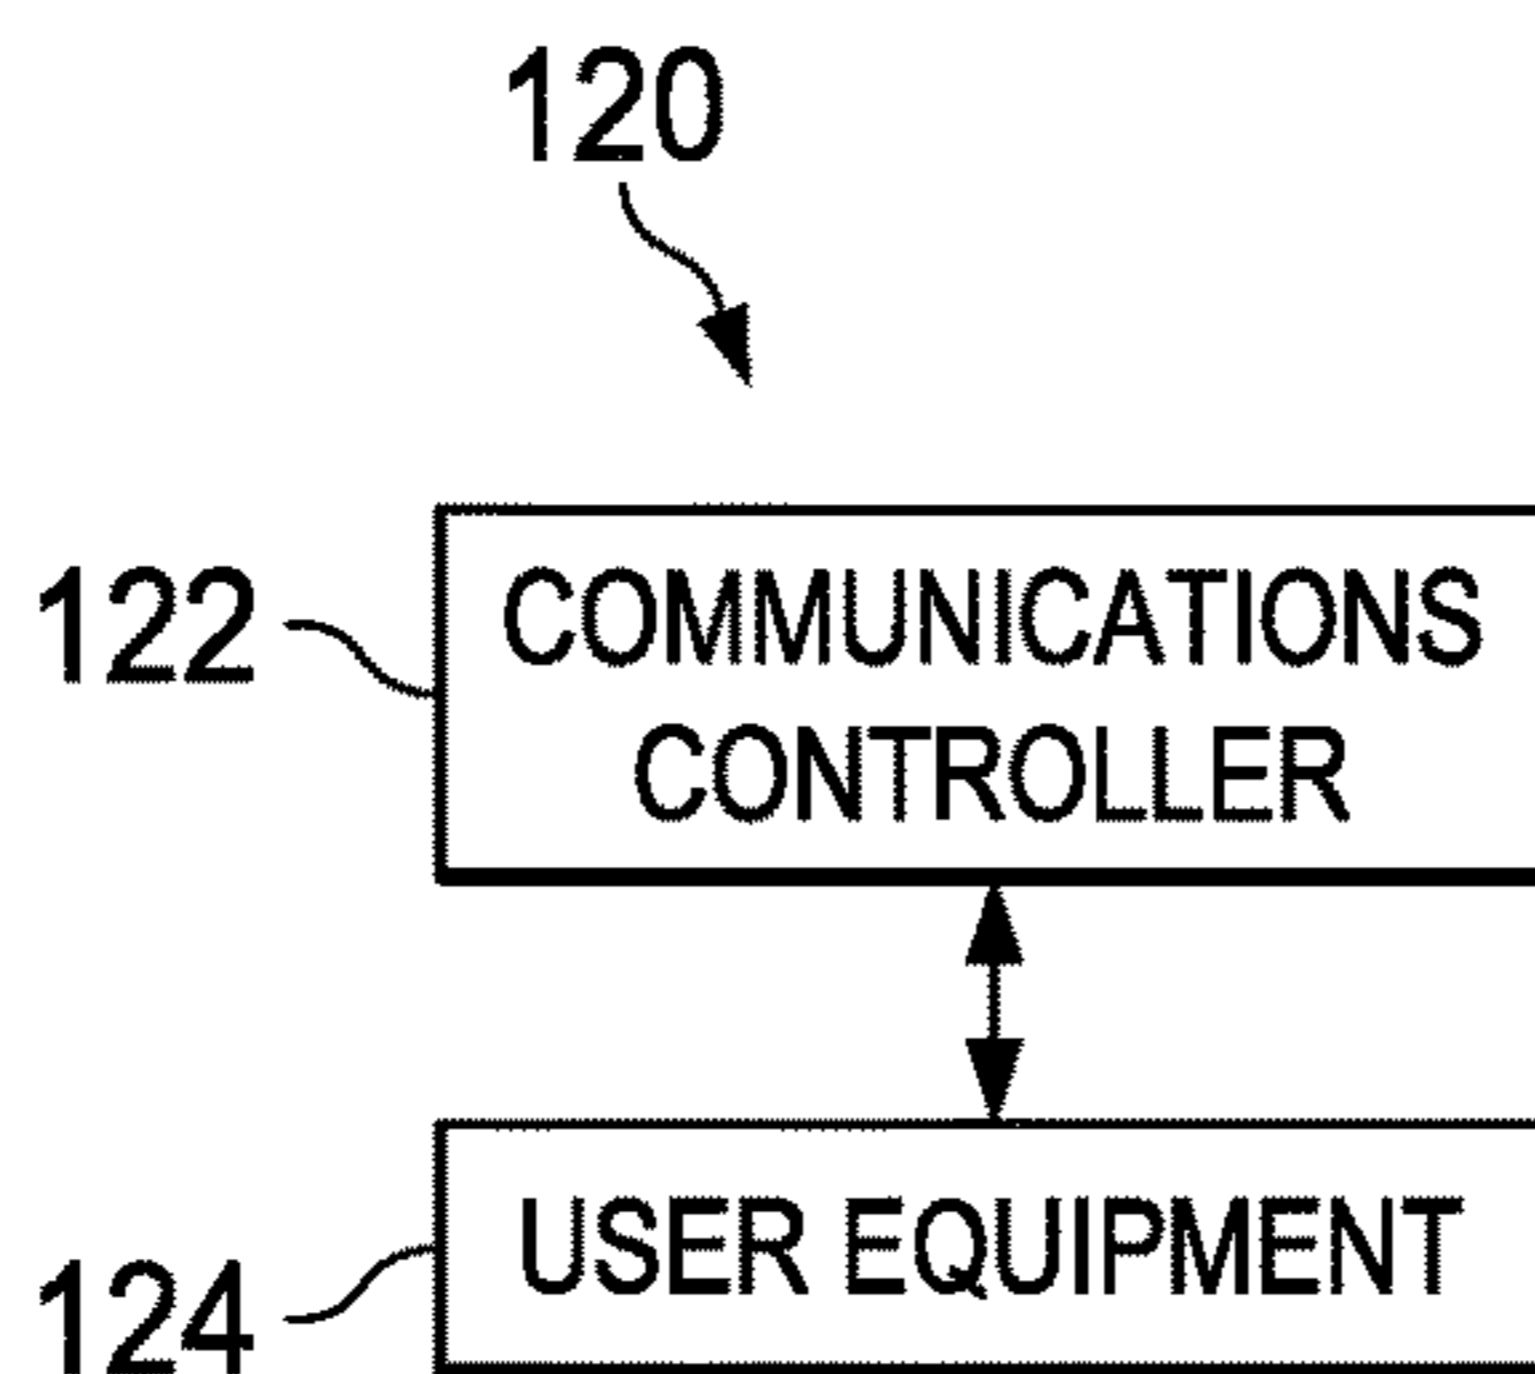 120
122
COMMUNICATIONS
CONTROLLER
124
USER EQUIPMENT